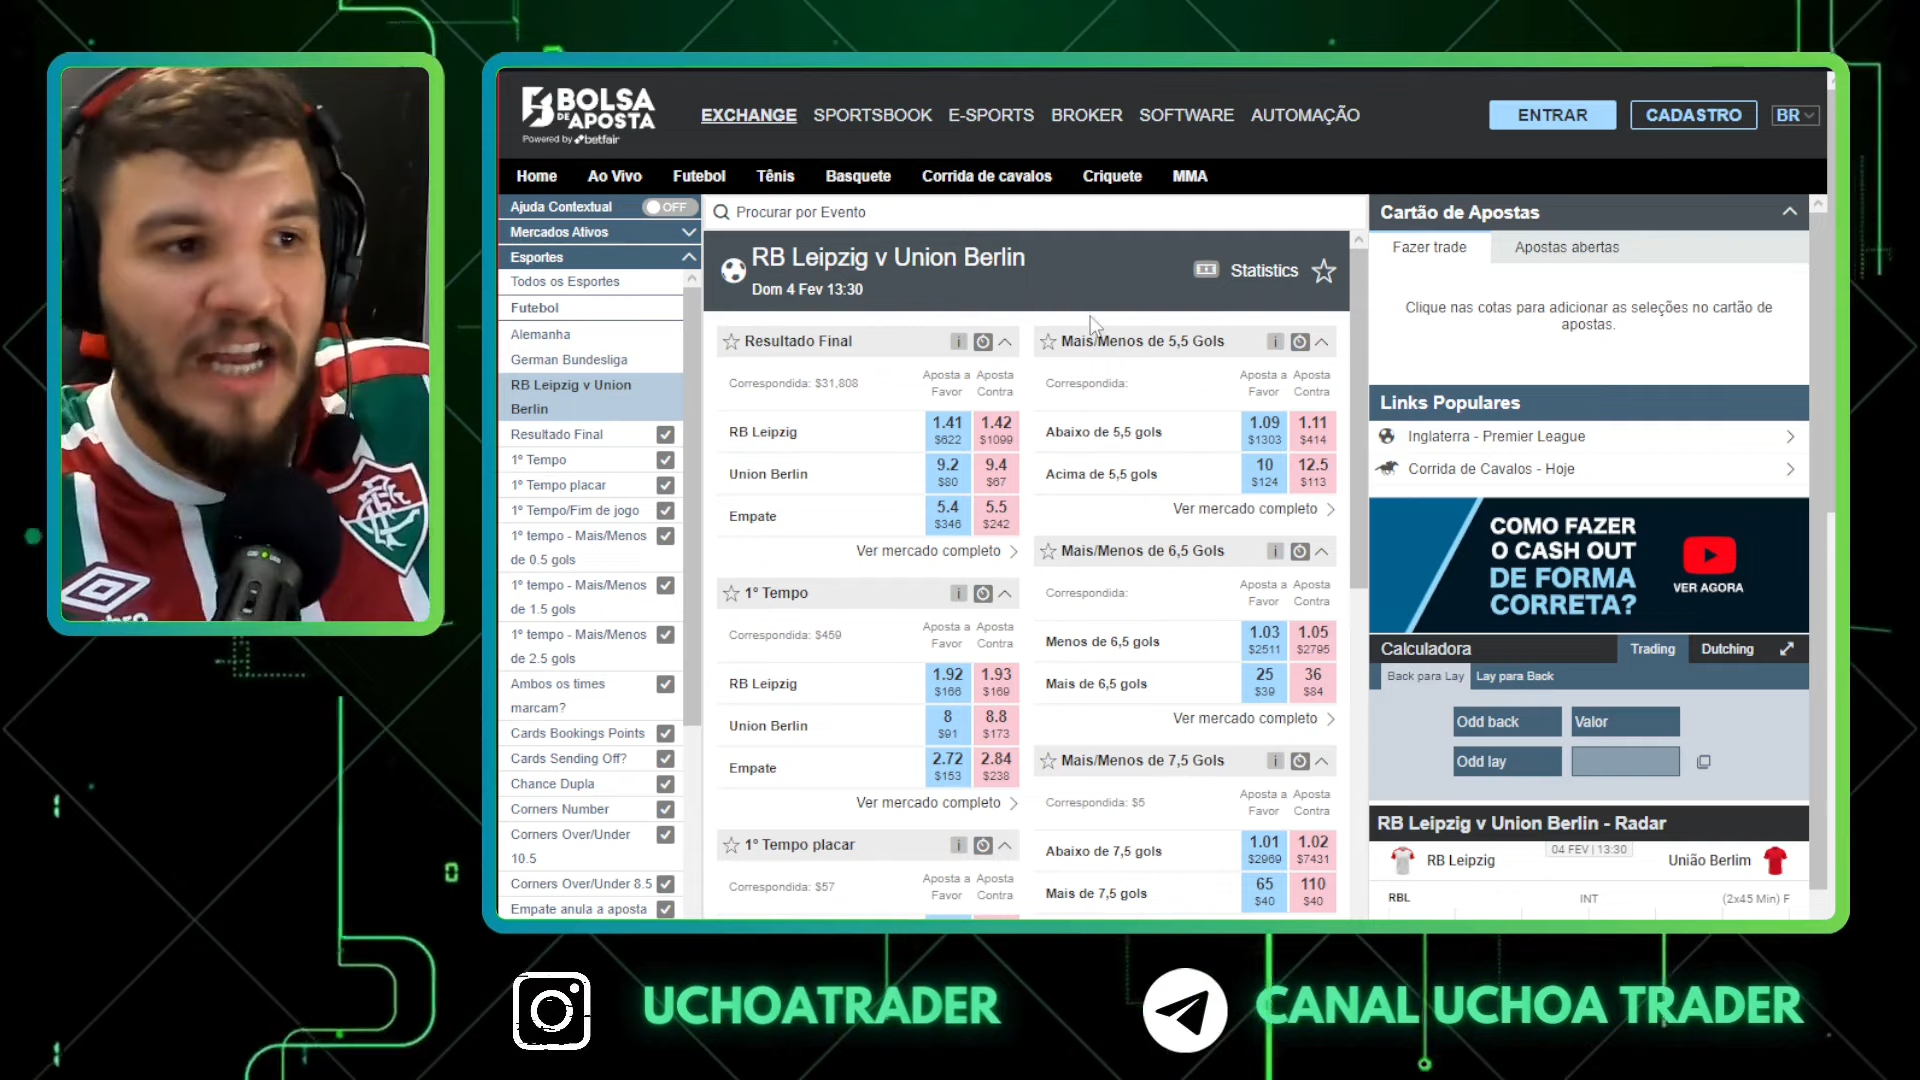 BOLSA
DE APOSTA
Powered by betfair
EXCHANGE SPORTSBOOK E-SPORTS BROKER SOFTWARE AUTOMAÇÃO
ENTRAR CADASTRO BR
Home Ao Vivo Futebol Tênis Basquete Corrida de cavalos Criquete MMA
Ajuda Contextual OFF
Mercados Ativos
Esportes
Todos os Esportes
Futebol
Alemanha
German Bundesliga
RB Leipzig v Union
Berlin
Resultado Final
1º Tempo
1º Tempo placar
1º Tempo/Fim de jogo
1º tempo - Mais/Menos
de 0.5 gols
1º tempo - Mais/Menos
de 1.5 gols
1º tempo - Mais/Menos
de 2.5 gols
Ambos os times
marcam?
Cards Bookings Points
Cards Sending Off?
Chance Dupla
Corners Number
Corners Over/Under
10.5
Corners Over/Under 8.5
Empate anula a aposta
Procurar por Evento
RB Leipzig v Union Berlin
Dom 4 Fev 13:30
Statistics
Resultado Final i
Correspondida: $31,808
Aposta a Aposta
Favor Contra
RB Leipzig 1.41 1.42
$622 $1099
Union Berlin 9.2 9.4
$80 $67
Empate 5.4 5.5
$346 $242
Ver mercado completo
1º Tempo i
Correspondida: $459
Aposta a Aposta
Favor Contra
RB Leipzig 1.92 1.93
$166 $169
Union Berlin 8 8.8
$91 $173
Empate 2.72 2.84
$153 $238
Ver mercado completo
1º Tempo placar i
Correspondida: $57
Aposta a Aposta
Favor Contra
Mais/Menos de 5,5 Gols i
Correspondida:
Aposta a Aposta
Favor Contra
Abaixo de 5,5 gols 1.09 1.11
$1303 $414
Acima de 5,5 gols 10 12.5
$124 $113
Ver mercado completo
Mais/Menos de 6,5 Gols i
Correspondida:
Aposta a Aposta
Favor Contra
Menos de 6,5 gols 1.03 1.05
$2511 $2795
Mais de 6,5 gols 25 36
$39 $84
Ver mercado completo
Mais/Menos de 7,5 Gols i
Correspondida: $5
Aposta a Aposta
Favor Contra
Abaixo de 7,5 gols 1.01 1.02
$2969 $7431
Mais de 7,5 gols 65 110
$40 $40
Cartão de Apostas
Fazer trade Apostas abertas
Clique nas cotas para adicionar as seleções no cartão de
apostas.
Links Populares
Inglaterra - Premier League
Corrida de Cavalos - Hoje
COMO FAZER
O CASH OUT
DE FORMA
CORRETA?
VER AGORA
Calculadora Trading Dutching
Back para Lay Lay para Back
Odd back Valor
Odd lay
RB Leipzig v Union Berlin - Radar
04 FEV | 13:30
RB Leipzig União Berlim
RBL INT (2x45 Min) F
UCHOATRADER
CANAL UCHOA TRADER